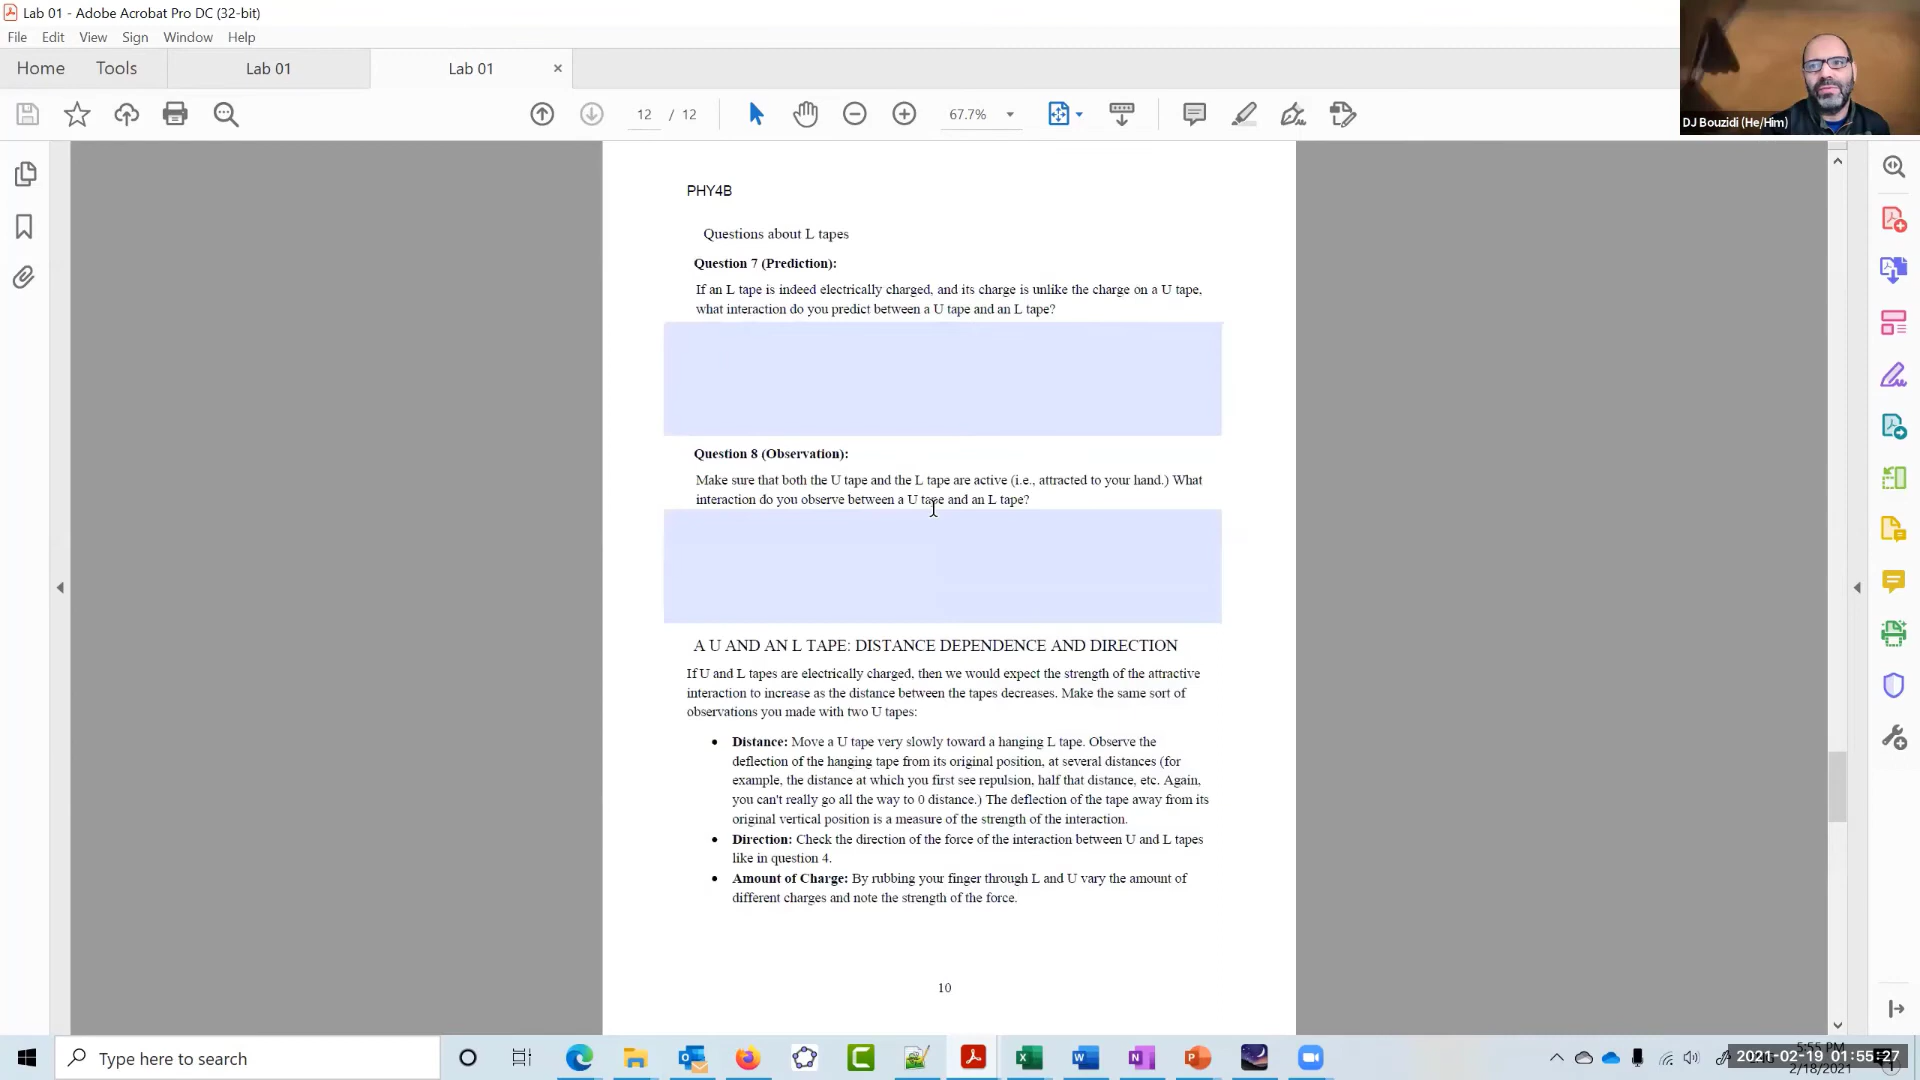 Lab 01 - Adobe Acrobat Pro DC (32-bit)
File Edit View Sign Window Help
Home Tools Lab 01 Lab 01 ×
12 / 12 67.7%
DJ Bouzidi (He/Him)
PHY4B
Questions about L tapes
Question 7 (Prediction):
If an L tape is indeed electrically charged, and its charge is unlike the charge on a U tape,
what interaction do you predict between a U tape and an L tape?
Question 8 (Observation):
Make sure that both the U tape and the L tape are active (i.e., attracted to your hand.) What
interaction do you observe between a U tape and an L tape?
A U AND AN L TAPE: DISTANCE DEPENDENCE AND DIRECTION
If U and L tapes are electrically charged, then we would expect the strength of the attractive
interaction to increase as the distance between the tapes decreases. Make the same sort of
observations you made with two U tapes:
• Distance: Move a U tape very slowly toward a hanging L tape. Observe the
deflection of the hanging tape from its original position, at several distances (for
example, the distance at which you first see repulsion, half that distance, etc. Again,
you can't really go all the way to 0 distance.) The deflection of the tape away from its
original vertical position is a measure of the strength of the interaction.
• Direction: Check the direction of the force of the interaction between U and L tapes
like in question 4.
• Amount of Charge: By rubbing your finger through L and U vary the amount of
different charges and note the strength of the force.
10
Type here to search
5:55 PM
2021-02-19 01:55:27
2/18/2021